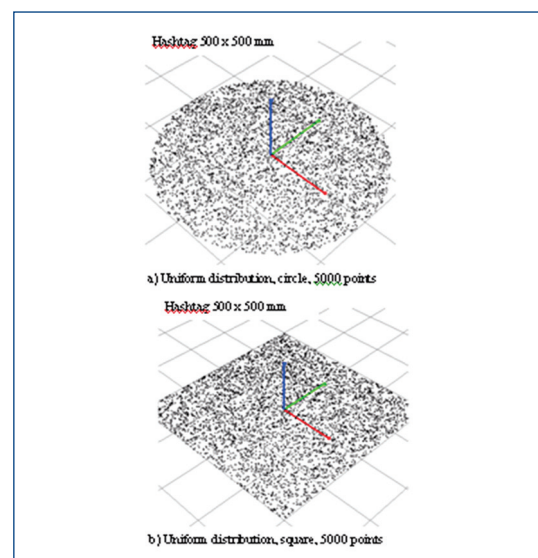 Hashtag 500 x 500 mm
a) Uniform distribution, circle, 5000 points
Hashtag 500 x 500 mm
b) Uniform distribution, square, 5000 points